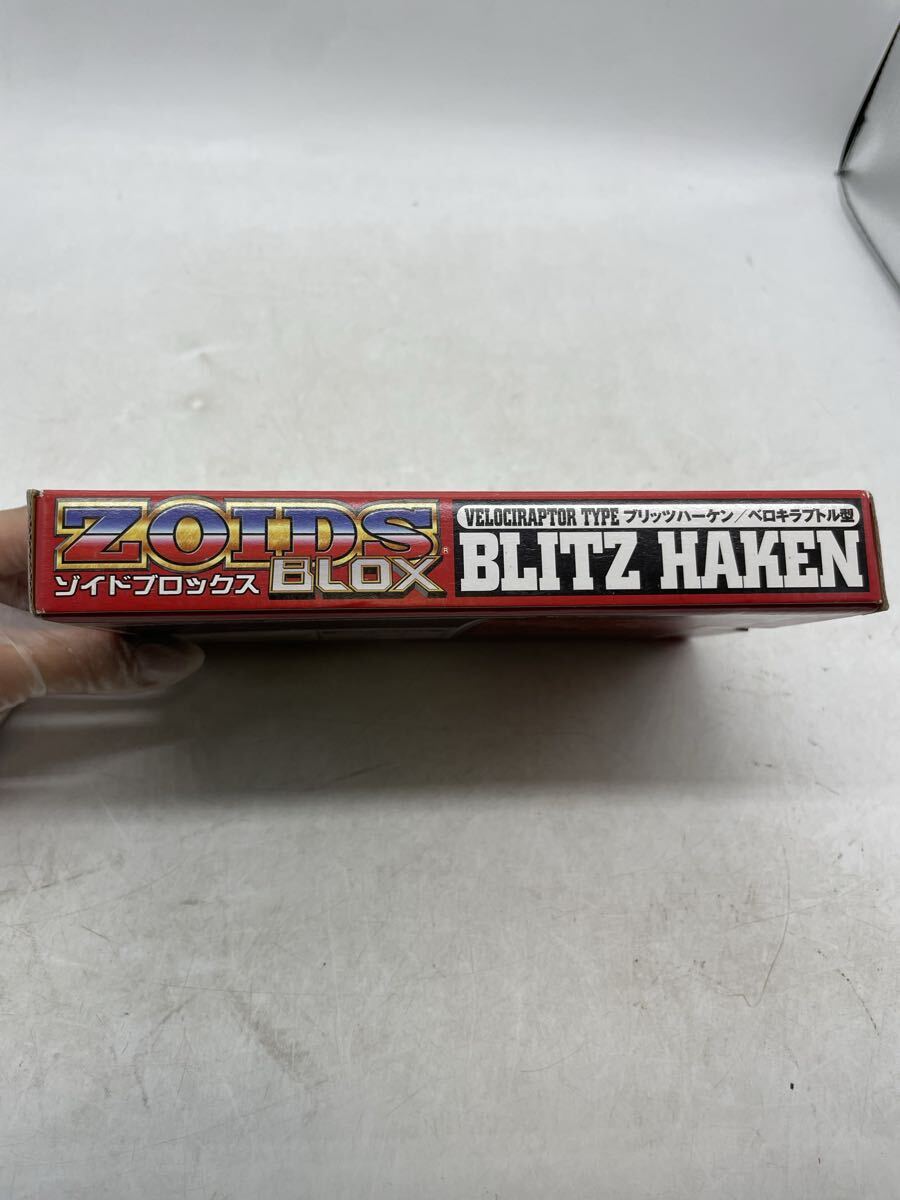 ZOIDS
BLOX®
ゾイドブロックス
VELOCIRAPTOR TYPE ブリッツハーケン/ベロキラプトル型
BLITZ HAKEN